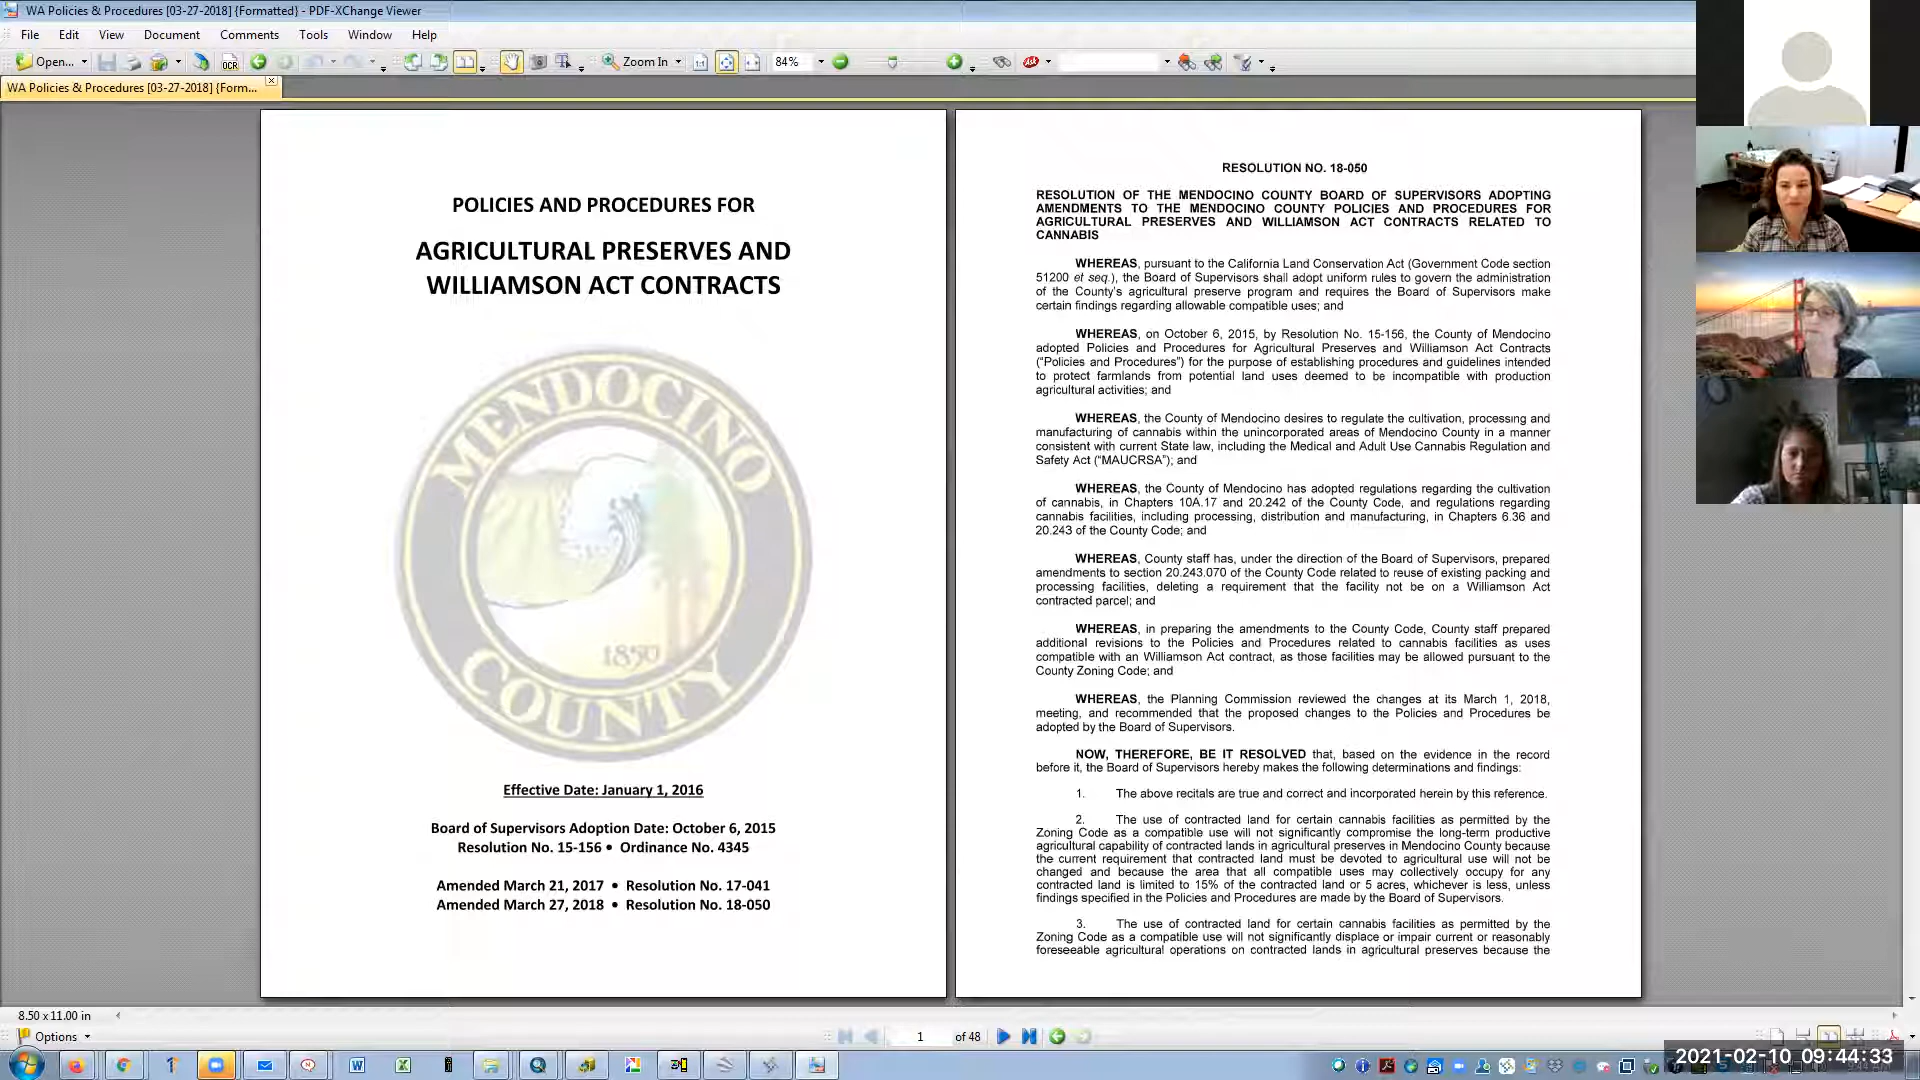 WA Policies & Procedures [03-27-2018] {Formatted} - PDF-XChange Viewer
File Edit View Document Comments Tools Window Help
Open... OCR Zoom In 84%
WA Policies & Procedures [03-27-2018] {Form...
POLICIES AND PROCEDURES FOR
AGRICULTURAL PRESERVES AND
WILLIAMSON ACT CONTRACTS
MENDOCINO
1850
COUNTY
Effective Date: January 1, 2016
Board of Supervisors Adoption Date: October 6, 2015
Resolution No. 15-156 • Ordinance No. 4345
Amended March 21, 2017 • Resolution No. 17-041
Amended March 27, 2018 • Resolution No. 18-050
RESOLUTION NO. 18-050
RESOLUTION OF THE MENDOCINO COUNTY BOARD OF SUPERVISORS ADOPTING
AMENDMENTS TO THE MENDOCINO COUNTY POLICIES AND PROCEDURES FOR
AGRICULTURAL PRESERVES AND WILLIAMSON ACT CONTRACTS RELATED TO
CANNABIS
WHEREAS, pursuant to the California Land Conservation Act (Government Code section
51200 et seq.), the Board of Supervisors shall adopt uniform rules to govern the administration
of the County's agricultural preserve program and requires the Board of Supervisors make
certain findings regarding allowable compatible uses; and
WHEREAS, on October 6, 2015, by Resolution No. 15-156, the County of Mendocino
adopted Policies and Procedures for Agricultural Preserves and Williamson Act Contracts
("Policies and Procedures") for the purpose of establishing procedures and guidelines intended
to protect farmlands from potential land uses deemed to be incompatible with production
agricultural activities; and
WHEREAS, the County of Mendocino desires to regulate the cultivation, processing and
manufacturing of cannabis within the unincorporated areas of Mendocino County in a manner
consistent with current State law, including the Medical and Adult Use Cannabis Regulation and
Safety Act ("MAUCRSA"); and
WHEREAS, the County of Mendocino has adopted regulations regarding the cultivation
of cannabis, in Chapters 10A.17 and 20.242 of the County Code, and regulations regarding
cannabis facilities, including processing, distribution and manufacturing, in Chapters 6.36 and
20.243 of the County Code; and
WHEREAS, County staff has, under the direction of the Board of Supervisors, prepared
amendments to section 20.243.070 of the County Code related to reuse of existing packing and
processing facilities, deleting a requirement that the facility not be on a Williamson Act
contracted parcel; and
WHEREAS, in preparing the amendments to the County Code, County staff prepared
additional revisions to the Policies and Procedures related to cannabis facilities as uses
compatible with an Williamson Act contract, as those facilities may be allowed pursuant to the
County Zoning Code; and
WHEREAS, the Planning Commission reviewed the changes at its March 1, 2018,
meeting, and recommended that the proposed changes to the Policies and Procedures be
adopted by the Board of Supervisors.
NOW, THEREFORE, BE IT RESOLVED that, based on the evidence in the record
before it, the Board of Supervisors hereby makes the following determinations and findings:
1. The above recitals are true and correct and incorporated herein by this reference.
2. The use of contracted land for certain cannabis facilities as permitted by the
Zoning Code as a compatible use will not significantly compromise the long-term productive
agricultural capability of contracted lands in agricultural preserves in Mendocino County because
the current requirement that contracted land must be devoted to agricultural use will not be
changed and because the area that all compatible uses may collectively occupy for any
contracted land is limited to 15% of the contracted land or 5 acres, whichever is less, unless
findings specified in the Policies and Procedures are made by the Board of Supervisors.
3. The use of contracted land for certain cannabis facilities as permitted by the
Zoning Code as a compatible use will not significantly displace or impair current or reasonably
foreseeable agricultural operations on contracted lands in agricultural preserves because the
8.50 x 11.00 in
Options 1 of 48
2021-02-10 09:44:33